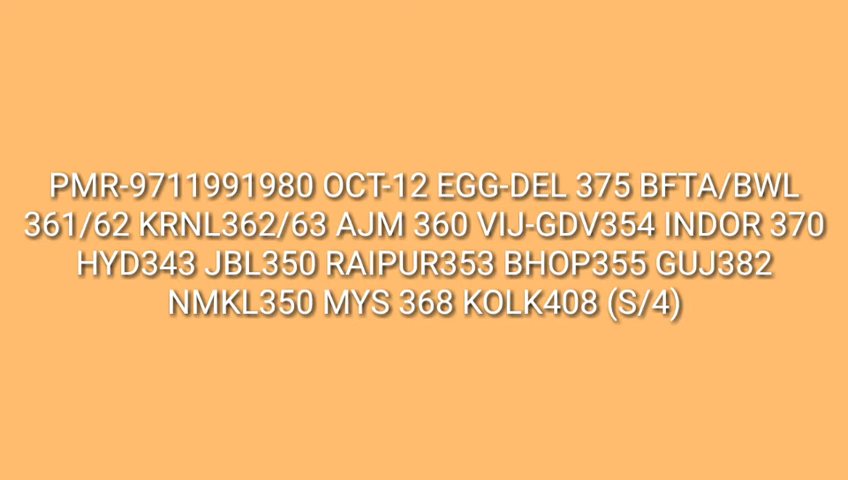 PMR-9711991980 OCT-12 EGG-DEL 375 BFTA/BWL
361/62 KRNL362/63 AJM 360 VIJ-GDV354 INDOR 370
HYD343 JBL350 RAIPUR353 BHOP355 GUJ382
NMKL350 MYS 368 KOLK408 (S/4)